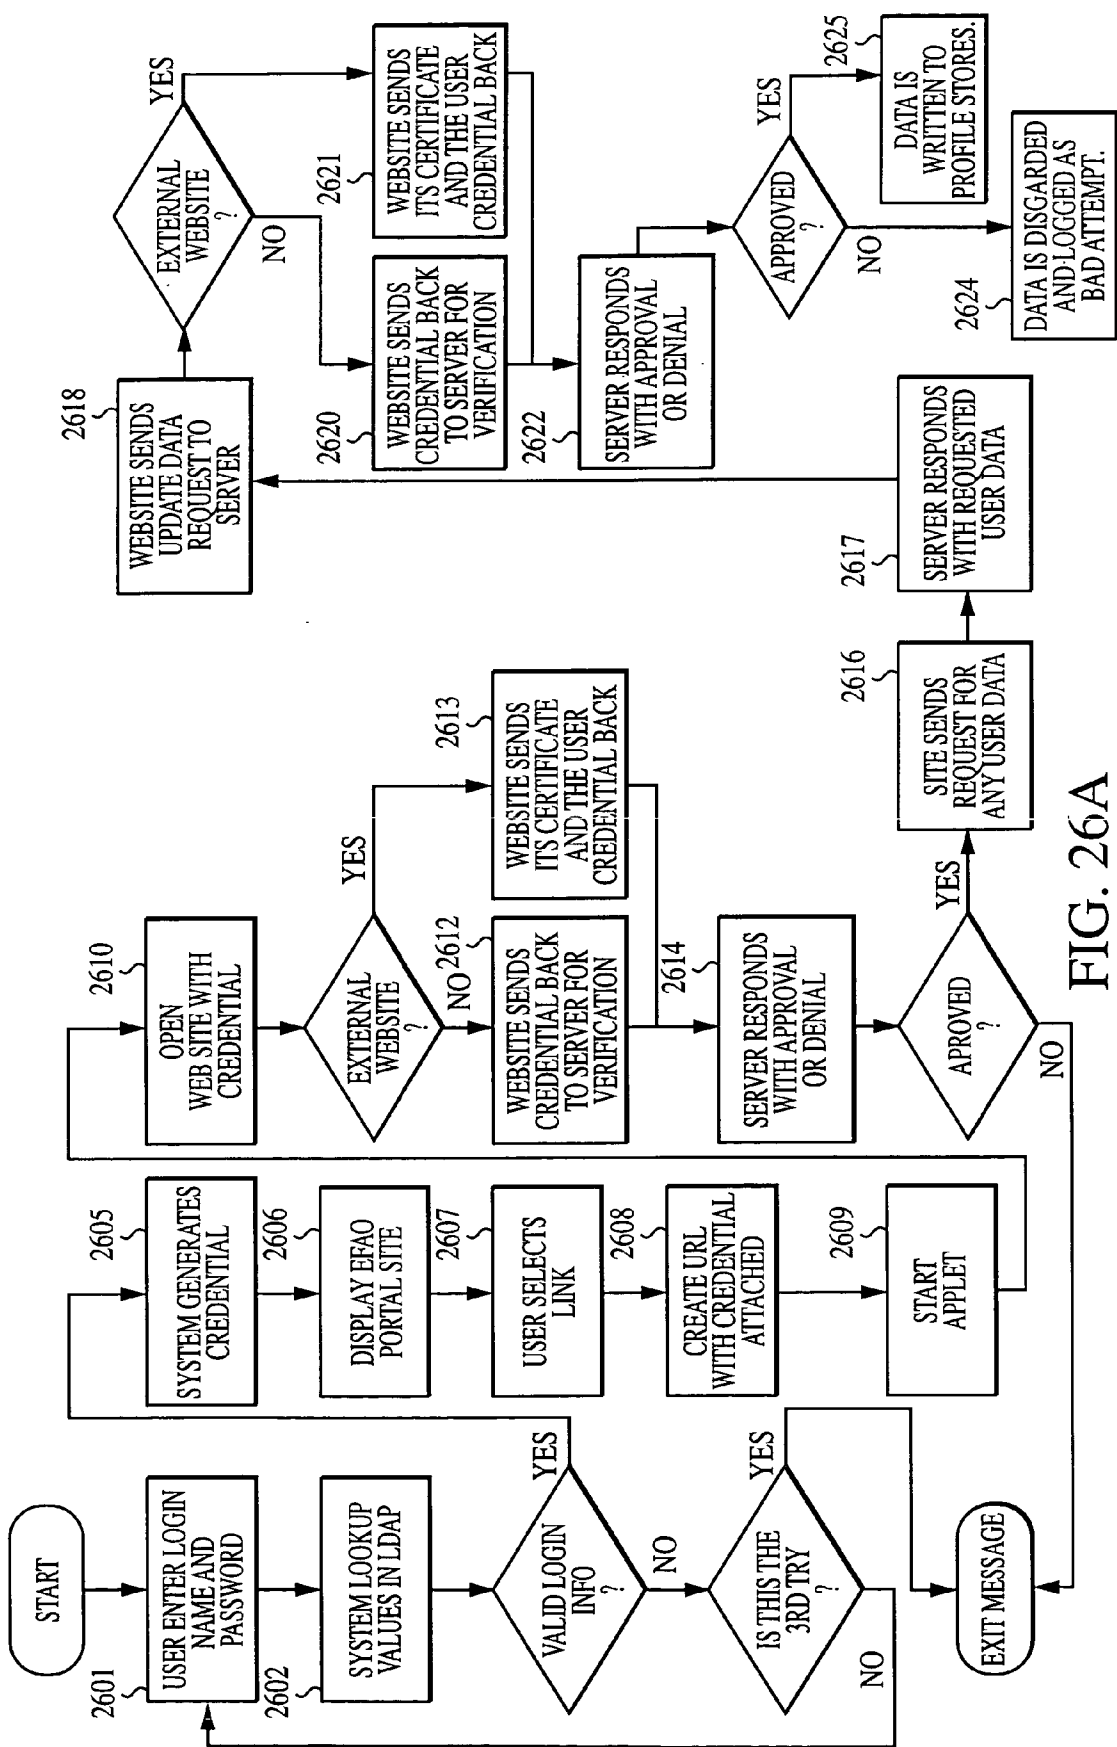 START
2601
USER ENTER LOGIN
NAME AND
PASSWORD
2602
SYSTEM LOOKUP
VALUES IN LDAP
VALID LOGIN
INFO
?
YES
NO
IS THIS THE
3RD TRY
?
YES
NO
EXIT MESSAGE
2605
SYSTEM GENERATES
CREDENTIAL
2606
DISPLAY EFAO
PORTAL SITE
2607
USER SELECTS
LINK
2608
CREATE URL
WITH CREDENTIAL
ATTACHED
2609
START
APPLET
2610
OPEN
WEB SITE WITH
CREDENTIAL
EXTERNAL
WEBSITE
?
YES
NO
2612
WEBSITE SENDS
CREDENTIAL BACK
TO SERVER FOR
VERIFICATION
2613
WEBSITE SENDS
ITS CERTIFICATE
AND THE USER
CREDENTIAL BACK
2614
SERVER RESPONDS
WITH APPROVAL
OR DENIAL
APROVED
?
YES
NO
2616
SITE SENDS
REQUEST FOR
ANY USER DATA
2617
SERVER RESPONDS
WITH REQUESTED
USER DATA
2618
WEBSITE SENDS
UPDATE DATA
REQUEST TO
SERVER
EXTERNAL
WEBSITE
?
YES
NO
2620
WEBSITE SENDS
CREDENTIAL BACK
TO SERVER FOR
VERIFICATION
2621
WEBSITE SENDS
ITS CERTIFICATE
AND THE USER
CREDENTIAL BACK
2622
SERVER RESPONDS
WITH APPROVAL
OR DENIAL
APPROVED
?
YES
NO
2624
DATA IS DISGARDED
AND LOGGED AS
BAD ATTEMPT.
2625
DATA IS
WRITTEN TO
PROFILE STORES.
FIG. 26A